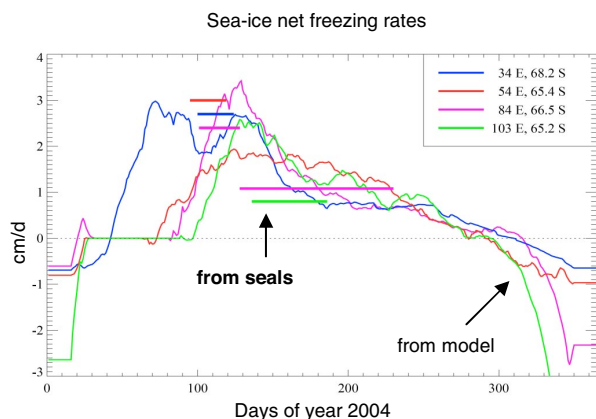 Sea-ice net freezing rates
34 E, 68.2 S
54 E, 65.4 S
84 E, 66.5 S
103 E, 65.2 S
4
3
2
1
0
-1
-2
-3
cm/d
from seals
from model
0
100
200
300
Days of year 2004